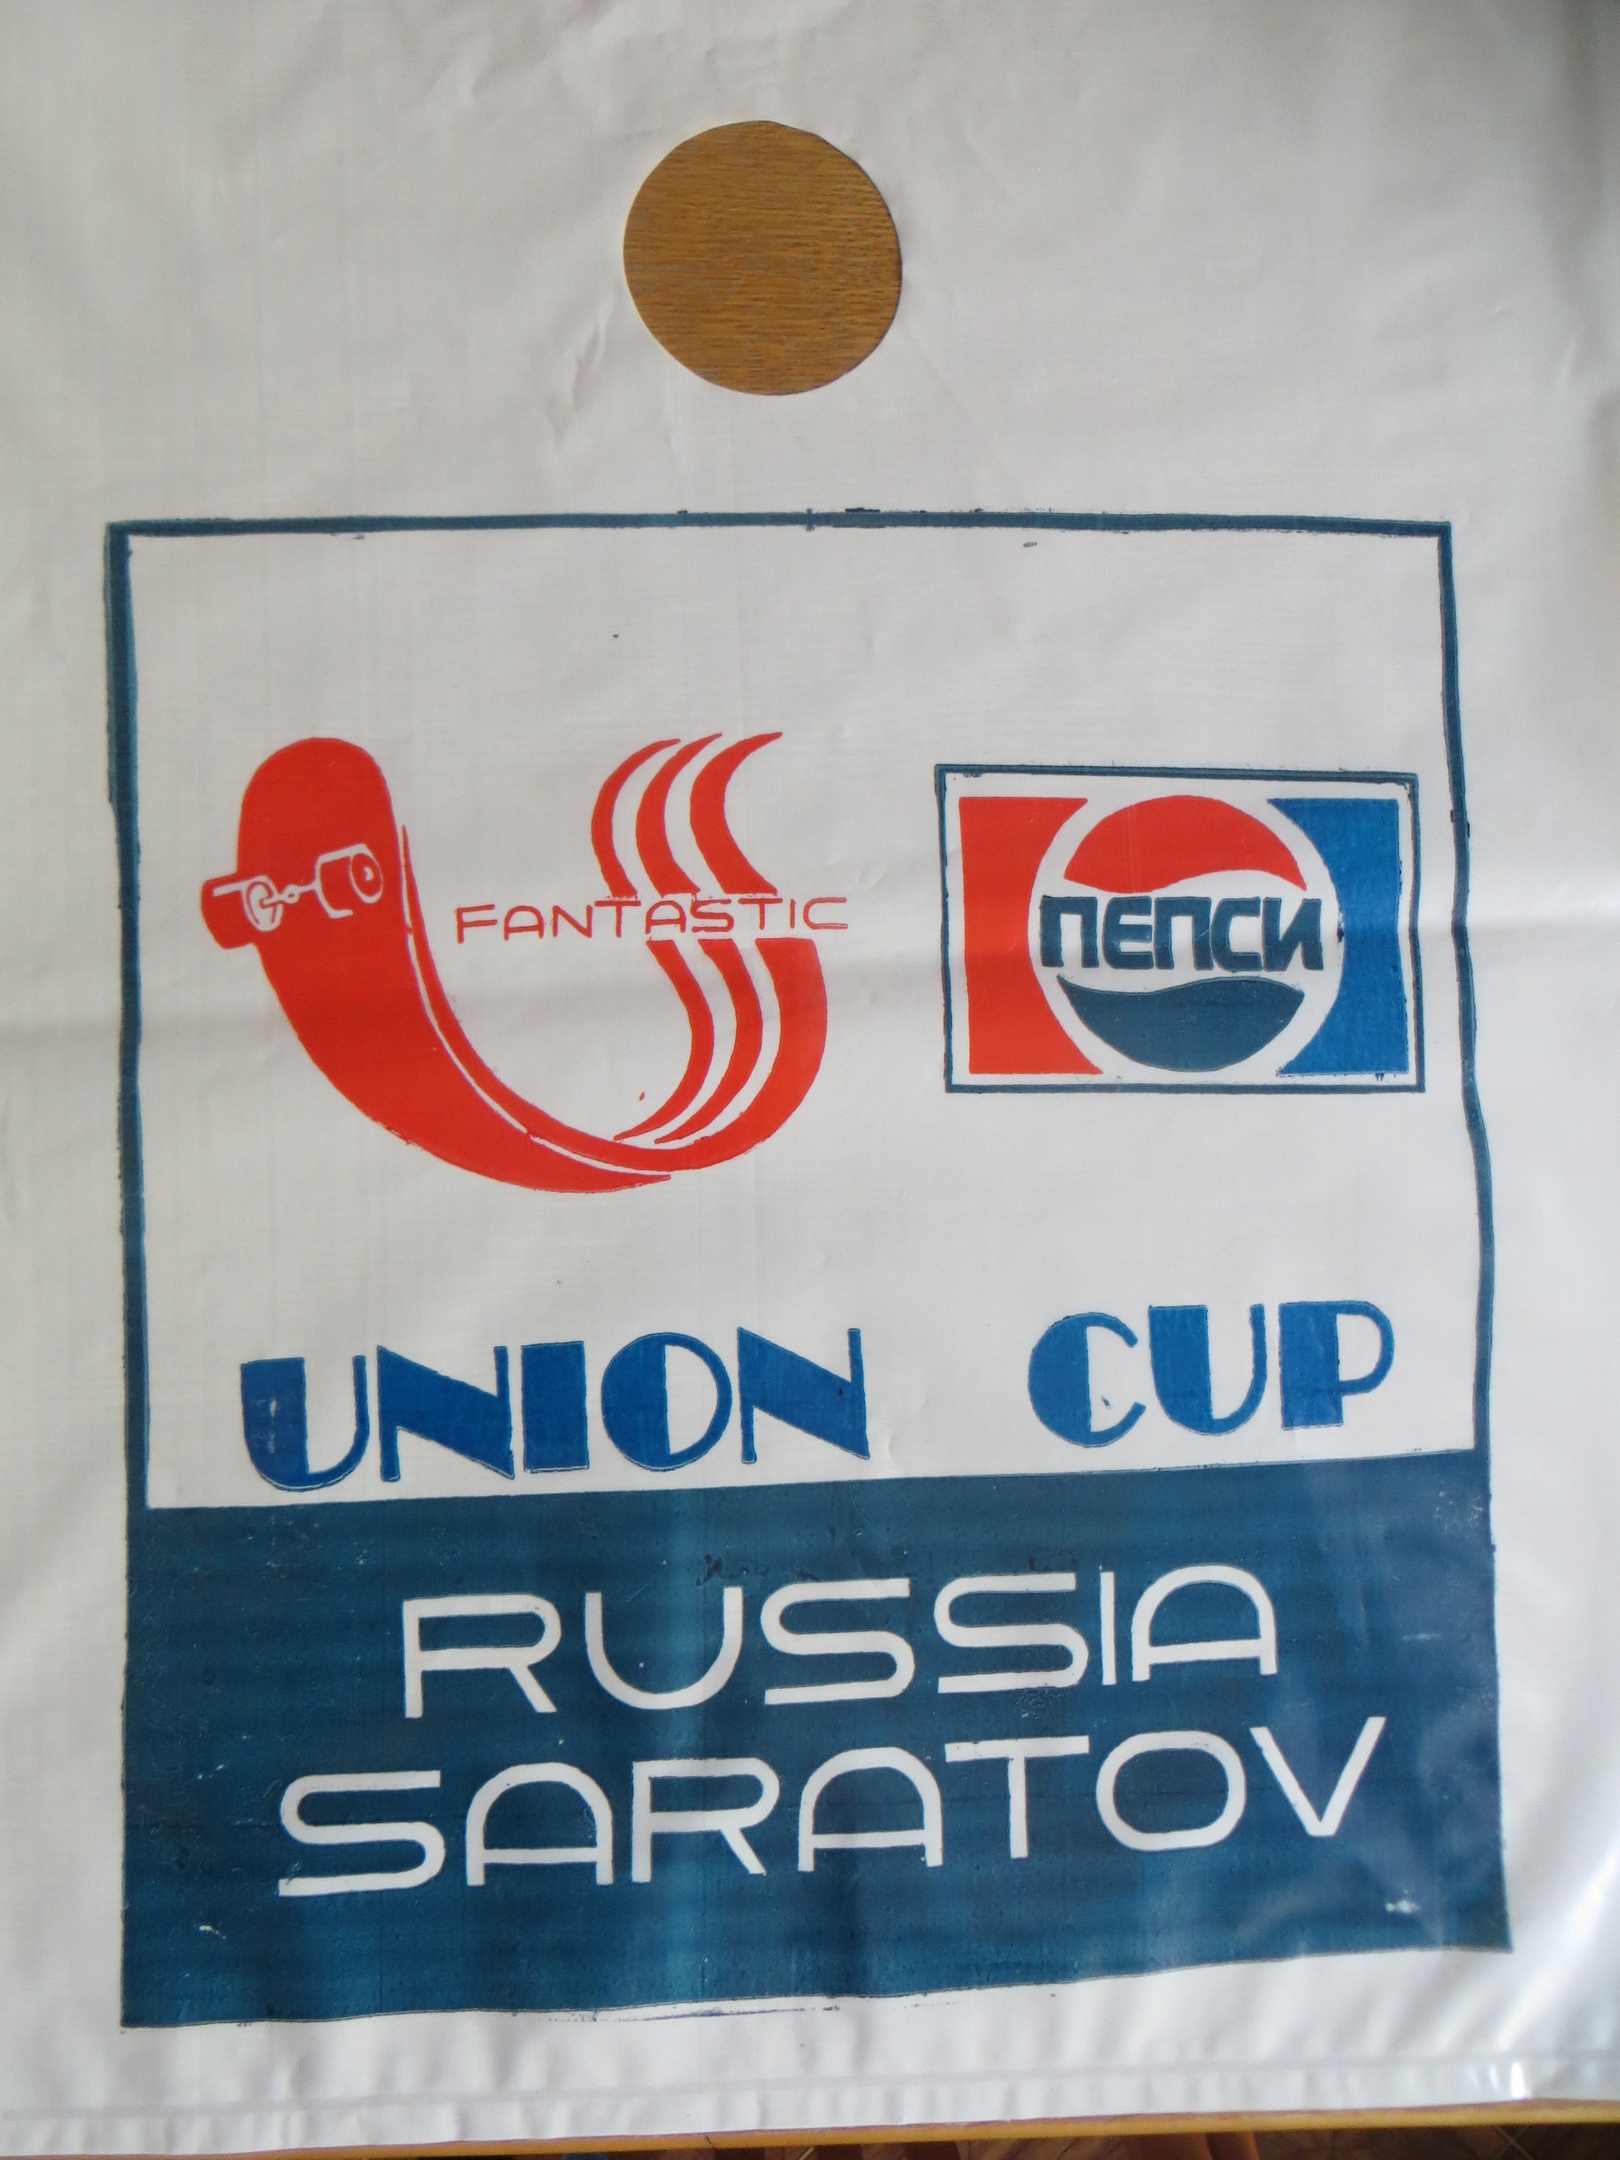 FANTASTIC
ПЕПСИ
UNION CUP
RUSSIA
SARATOV